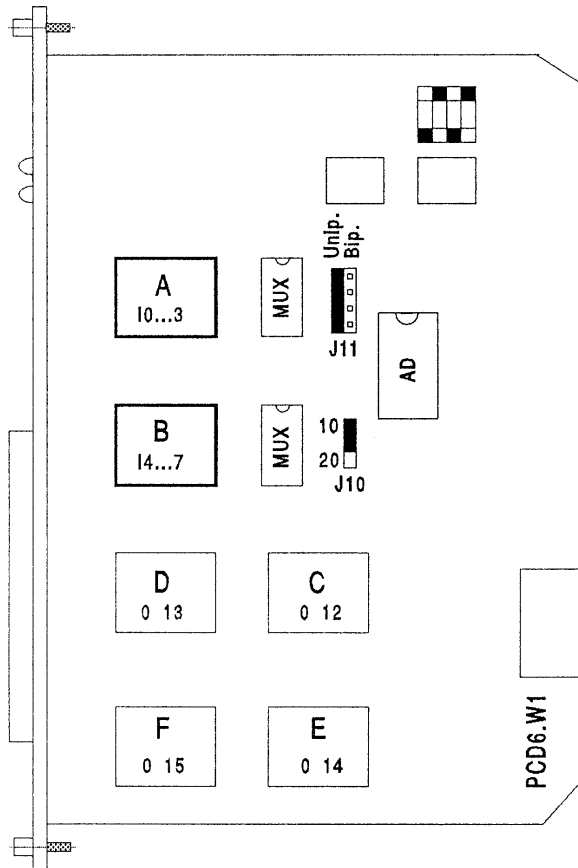 Unip.
Bip.
A
I0...3
MUX
J11
AD
B
I4...7
MUX
10
20
J10
D
0 13
C
0 12
F
0 15
E
0 14
PCD6.W1